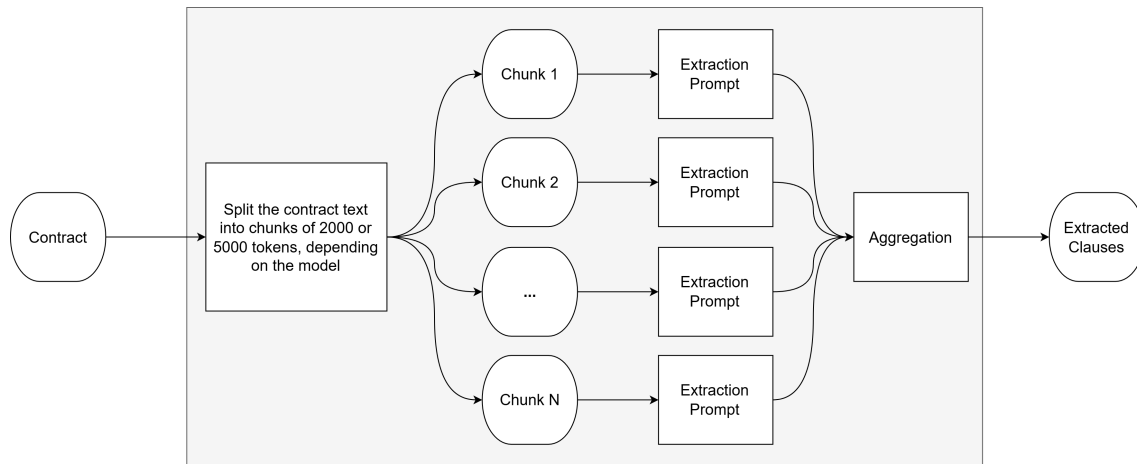 Contract
Split the contract text
into chunks of 2000 or
5000 tokens, depending
on the model
Chunk 1
Extraction
Prompt
Chunk 2
Extraction
Prompt
...
Extraction
Prompt
Chunk N
Extraction
Prompt
Aggregation
Extracted
Clauses